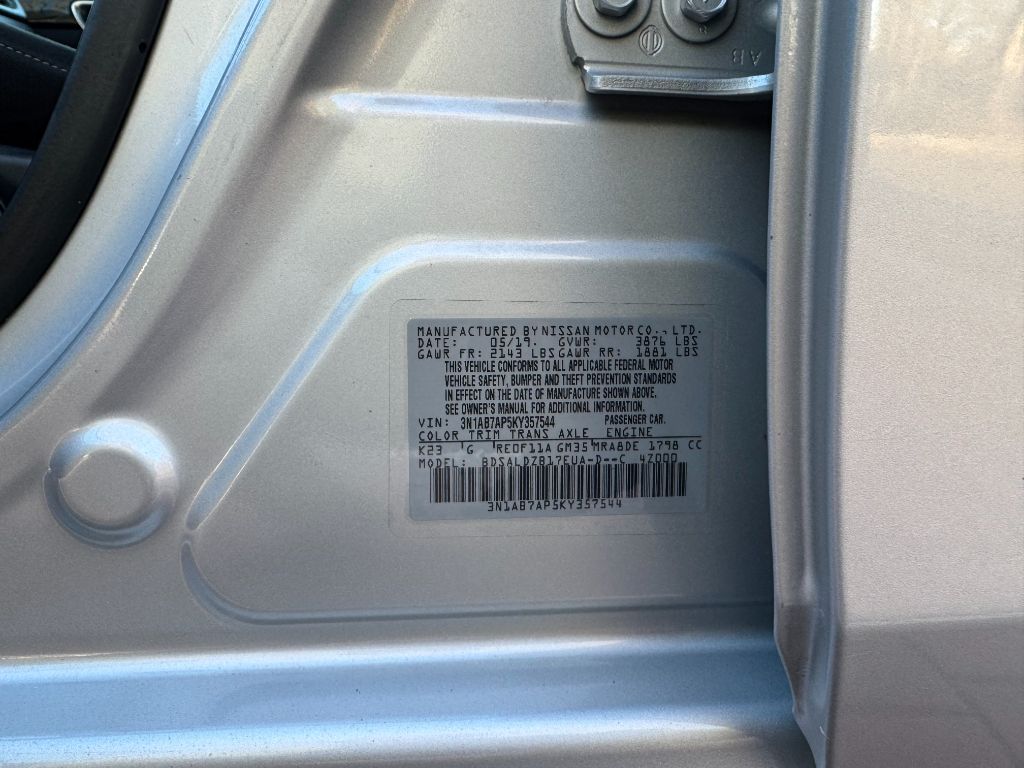 AB
MANUFACTURED BY NISSAN MOTOR CO., LTD.
DATE: 05/19. GVWR: 3876 LBS
GAWR FR: 2143 LBS GAWR RR: 1881 LBS
THIS VEHICLE CONFORMS TO ALL APPLICABLE FEDERAL MOTOR
VEHICLE SAFETY, BUMPER AND THEFT PREVENTION STANDARDS
IN EFFECT ON THE DATE OF MANUFACTURE SHOWN ABOVE.
SEE OWNER'S MANUAL FOR ADDITIONAL INFORMATION.
VIN: 3N1AB7AP5KY357544 PASSENGER CAR.
COLOR TRIM TRANS AXLE ENGINE
K23 G RE0F11A GM35 MRA8DE 1798 CC
MODEL: BDSALDZB17EUA-D--C 47000
3N1AB7AP5KY357544